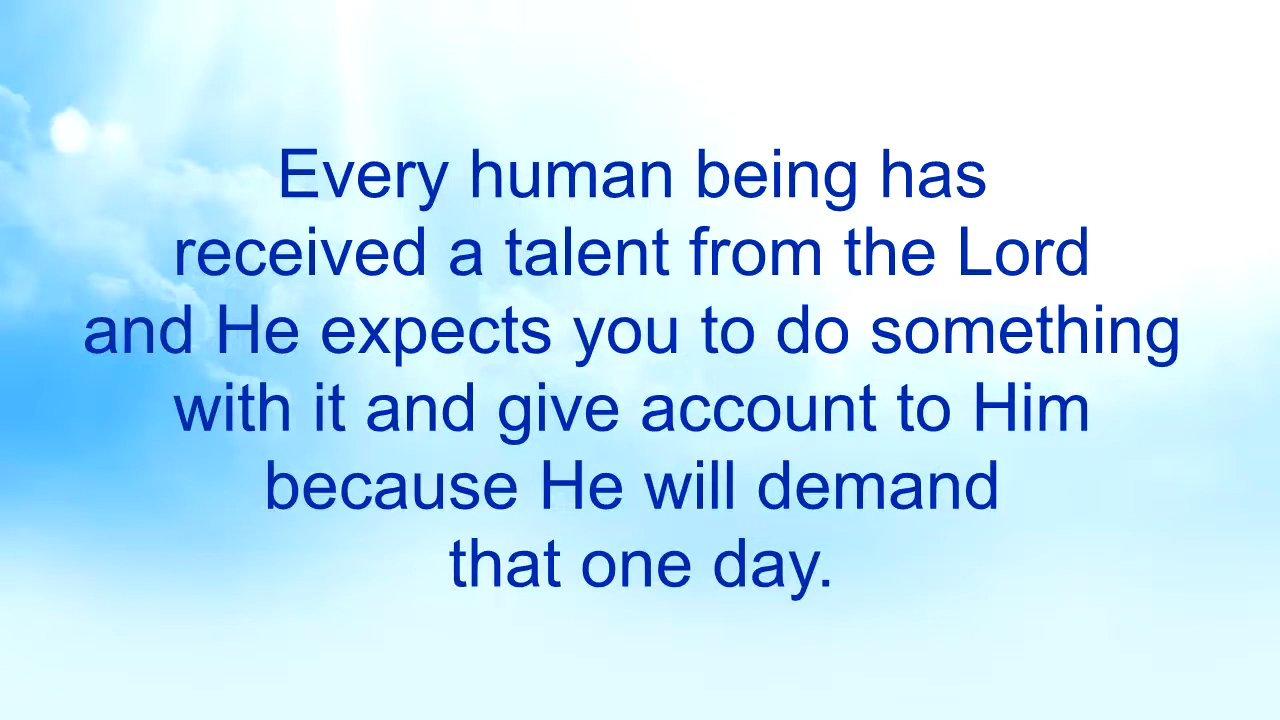 Every human being has
received a talent from the Lord
and He expects you to do something
with it and give account to Him
because He will demand
that one day.